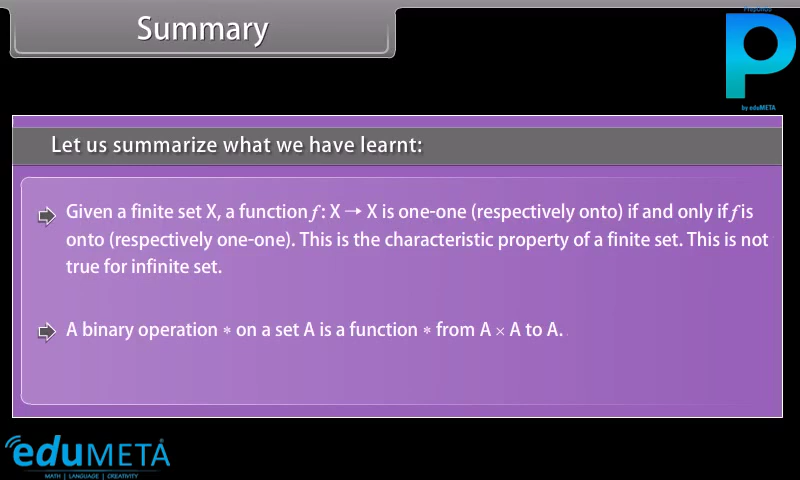 Summary
P
by eduMETA
Let us summarize what we have learnt:
Given a finite set X, a function f : X → X is one-one (respectively onto) if and only if f is
onto (respectively one-one). This is the characteristic property of a finite set. This is not
true for infinite set.
A binary operation * on a set A is a function * from A × A to A.
eduMETA
MATH | LANGUAGE | CREATIVITY